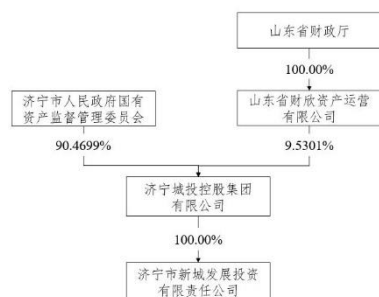 山东省财政厅
100.00%
济宁市人民政府国有
资产监督管理委员会
山东省财欣资产运营
有限公司
90.4699%
9.5301%
济宁城投控股集团
有限公司
100.00%
济宁市新城发展投资
有限责任公司